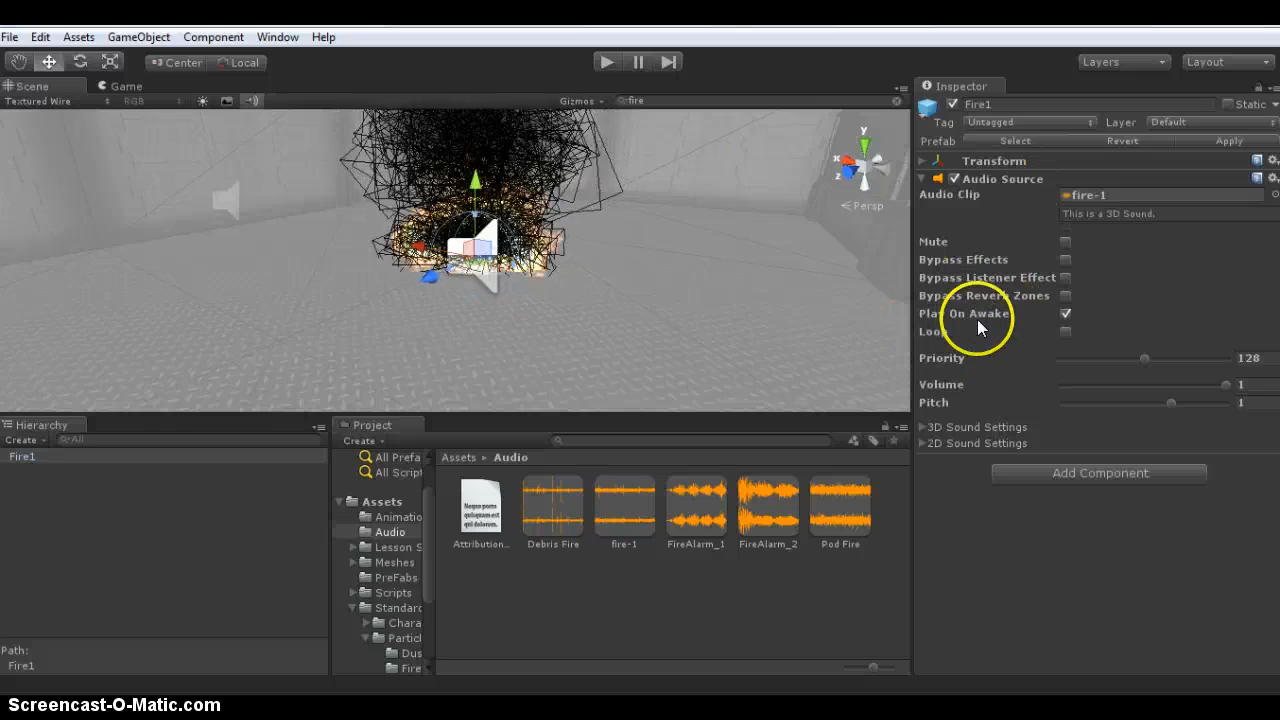 File Edit Assets GameObject Component Window Help
Center Local Layers Layout
Scene Game
Textured Wire RGB Gizmos fire
y
x
z
Persp
Inspector
Fire1 Static
Tag Untagged Layer Default
Prefab Select Revert Apply
Transform
Audio Source
Audio Clip fire-1
This is a 3D Sound.
Mute
Bypass Effects
Bypass Listener Effect
Bypass Reverb Zones
Play On Awake
Loop
Priority 128
Volume 1
Pitch 1
3D Sound Settings
2D Sound Settings
Add Component
Hierarchy
Create All
Fire1
Path:
Fire1
Project
Create
All Prefa
All Script
Assets
Animatio
Audio
Lesson S
Meshes
PreFabs
Scripts
Standar
Chara
Particl
Dus
Fire
Assets Audio
Attribution... Debris Fire fire-1 FireAlarm_1 FireAlarm_2 Pod Fire
Screencast-O-Matic.com